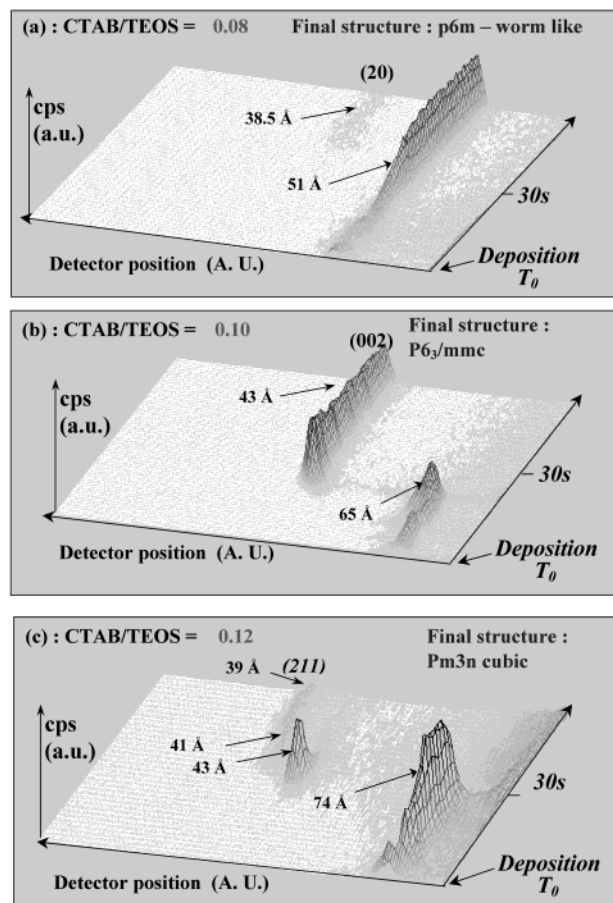 (a) : CTAB/TEOS = 0.08 Final structure : p6m – worm like
(20)
cps
(a.u.)
38.5 Å
51 Å
30s
Detector position (A. U.)
Deposition
T0
(b) : CTAB/TEOS = 0.10 Final structure :
P63/mmc
(002)
cps
(a.u.)
43 Å
65 Å
30s
Detector position (A. U.)
Deposition
T0
(c) : CTAB/TEOS = 0.12 Final structure :
Pm3n cubic
39 Å (211)
cps
(a.u.)
41 Å
43 Å
74 Å
30s
Detector position (A. U.)
Deposition
T0